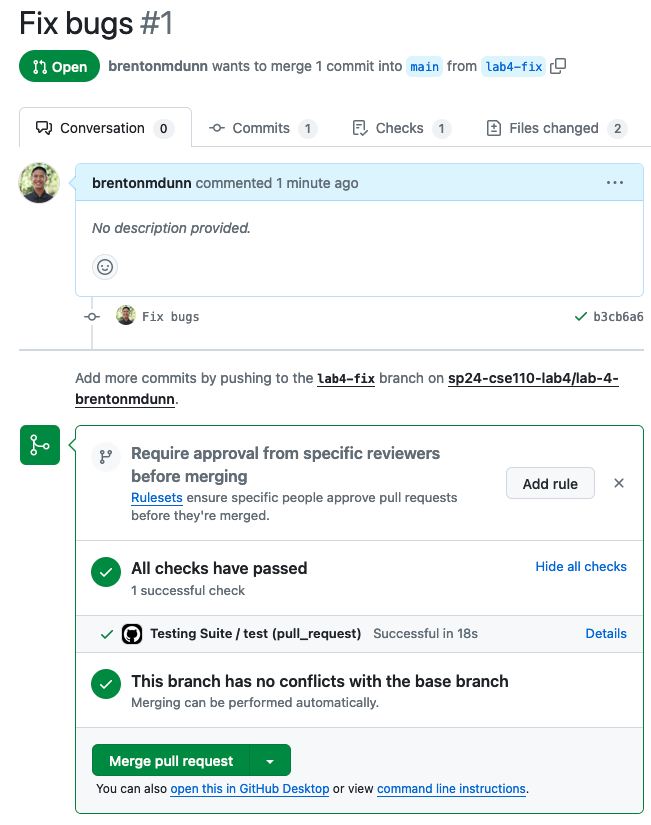 Fix bugs #1
Open brentonmdunn wants to merge 1 commit into main from lab4-fix
Conversation 0 Commits 1 Checks 1 Files changed 2
brentonmdunn commented 1 minute ago
No description provided.
Fix bugs b3cb6a6
Add more commits by pushing to the lab4-fix branch on sp24-cse110-lab4/lab-4-
brentonmdunn.
Require approval from specific reviewers
before merging
Rulesets ensure specific people approve pull requests
before they're merged.
Add rule
All checks have passed
1 successful check
Hide all checks
Testing Suite / test (pull_request) Successful in 18s Details
This branch has no conflicts with the base branch
Merging can be performed automatically.
Merge pull request
You can also open this in GitHub Desktop or view command line instructions.